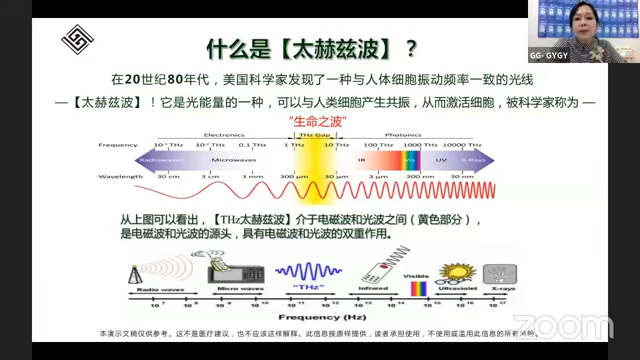 什么是【太赫兹波】？
GG- GYGY
在20世纪80年代，美国科学家发现了一种与人体细胞振动频率一致的光线
—【太赫兹波】！它是光能量的一种，可以与人类细胞产生共振，从而激活细胞，被科学家称为 —
"生命之波"
Electronics THz Gap Photonics
Frequency 0.1 THz 1 THz 10 THz 100 THz 1000 THz 10000 THz
Radiowaves Microwaves IR Vis UV X-Rays
Wavelength 30 cm 3 cm 3 mm 300 μm 30 μm 3 μm 300 nm 30 nm
从上图可以看出，【THz太赫兹波】介于电磁波和光波之间（黄色部分），
是电磁波和光波的源头，具有电磁波和光波的双重作用。
Radio waves Micro waves "THz" Infrared Visible Ultraviolet X-rays
10⁷ 10⁸ 10⁹ 10¹⁰ 10¹¹ 10¹² 10¹³ 10¹⁴ 10¹⁵ 10¹⁶ 10¹⁷
Frequency (Hz)
本演示文稿仅供参考。这不是医疗建议，也不应该这样解释。此信息按原样提供，读者承担使用、不使用或滥用此信息的所有风险。
zoom